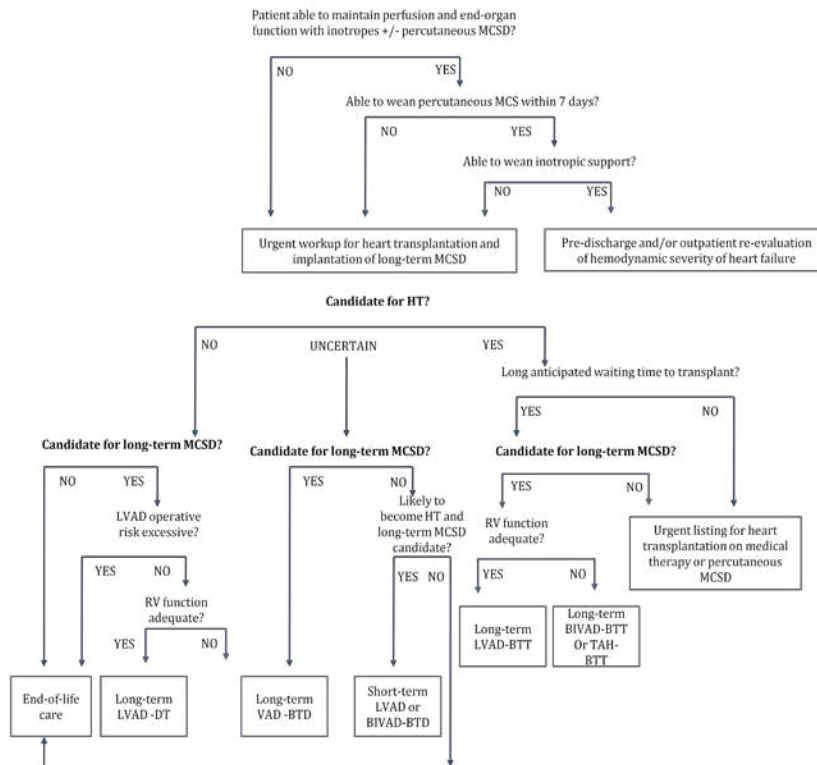 Patient able to maintain perfusion and end-organ
function with inotropes +/- percutaneous MCSD?
NO
YES
Able to wean percutaneous MCS within 7 days?
NO
YES
Able to wean inotropic support?
NO
YES
Urgent workup for heart transplantation and
implantation of long-term MCSD
Pre-discharge and/or outpatient re-evaluation
of hemodynamic severity of heart failure
Candidate for HT?
NO
UNCERTAIN
YES
Long anticipated waiting time to transplant?
YES
NO
Candidate for long-term MCSD?
NO
YES
LVAD operative
risk excessive?
YES
NO
RV function
adequate?
YES
NO
End-of-life
care
Long-term
LVAD -DT
Candidate for long-term MCSD?
YES
NO
Likely to
become HT and
long-term MCSD
candidate?
YES
NO
Long-term
VAD -BTD
Short-term
LVAD or
BIVAD-BTD
Candidate for long-term MCSD?
YES
NO
RV function
adequate?
YES
NO
Long-term
LVAD-BTT
Long-term
BIVAD-BTT
Or TAH-
BTT
Urgent listing for heart
transplantation on medical
therapy or percutaneous
MCSD